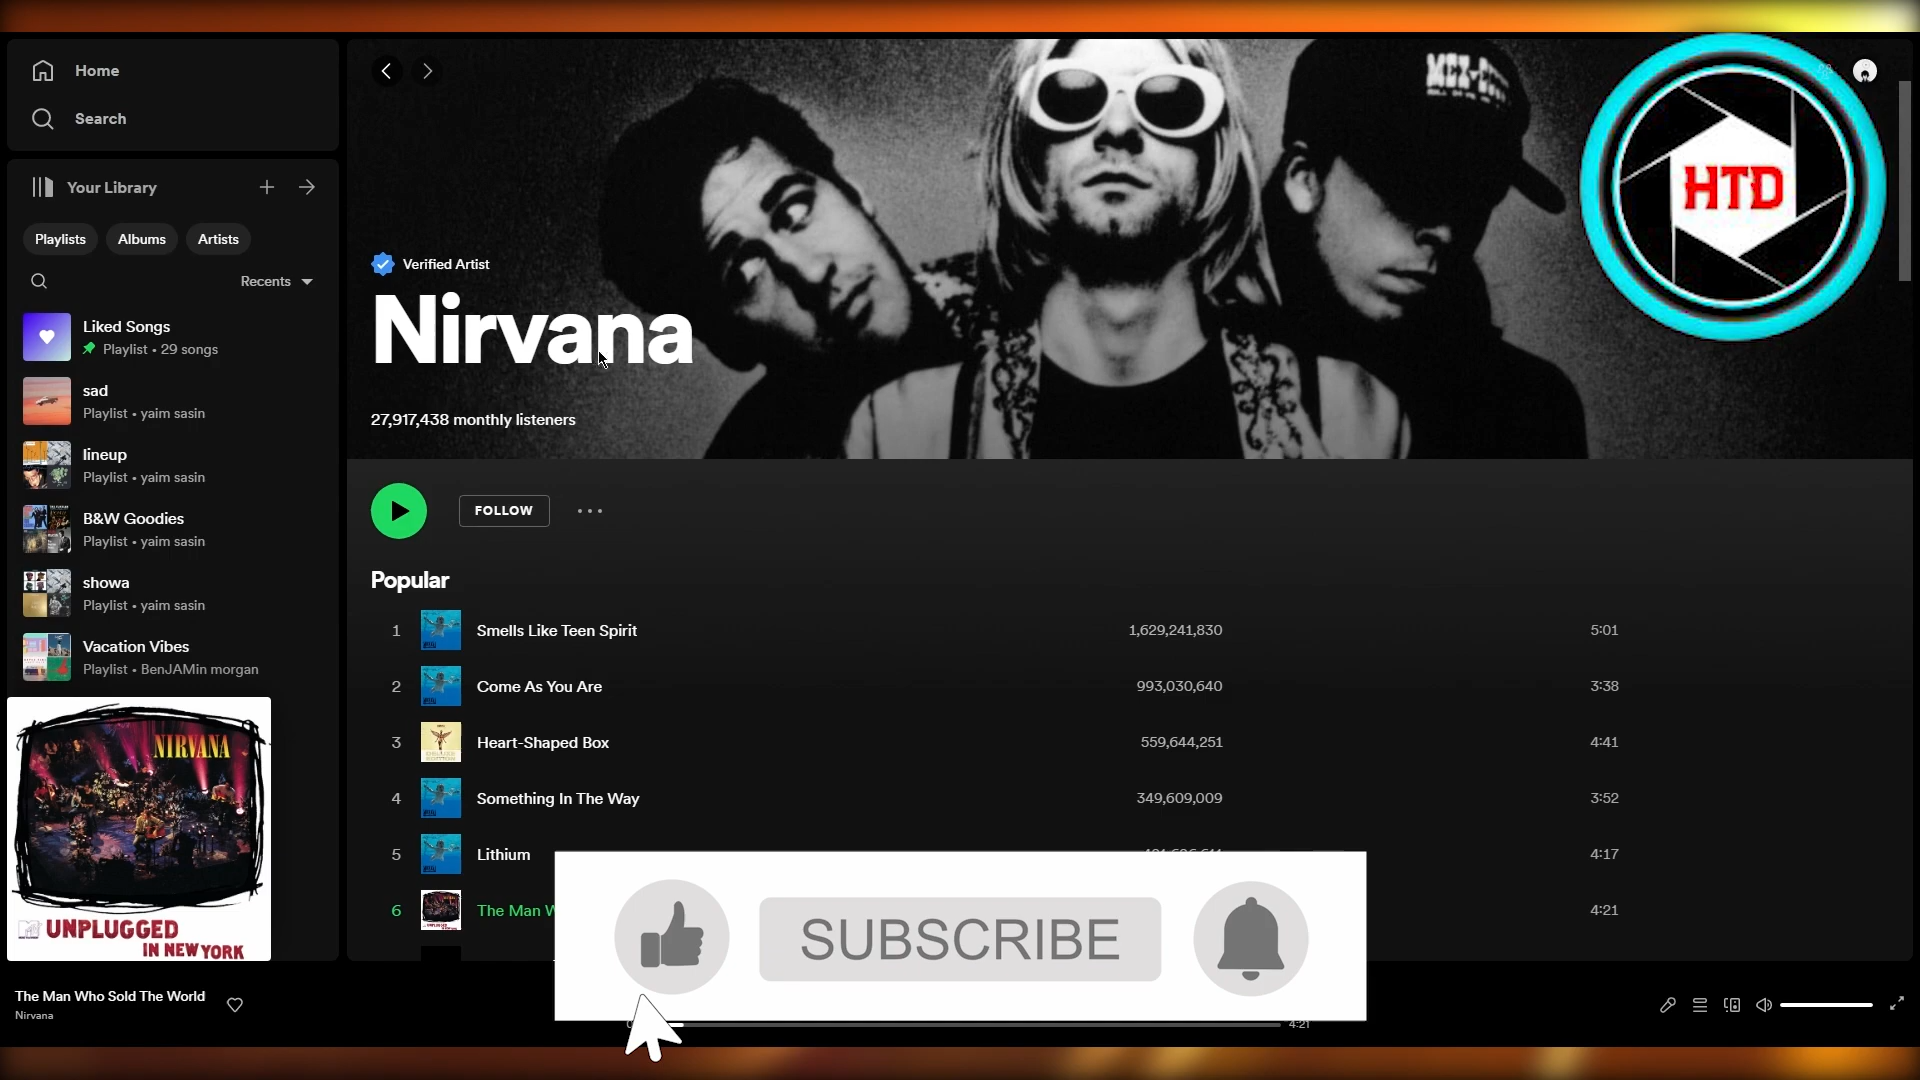 Home
Search
Your Library
Playlists
Albums
Artists
Recents
Liked Songs
Playlist • 29 songs
sad
Playlist • yaim sasin
lineup
Playlist • yaim sasin
B&W Goodies
Playlist • yaim sasin
showa
Playlist • yaim sasin
Vacation Vibes
Playlist • BenJAMin morgan
NIRVANA
UNPLUGGED
IN NEW YORK
The Man Who Sold The World
Nirvana
HTD
Verified Artist
Nirvana
27,917,438 monthly listeners
FOLLOW
Popular
1 Smells Like Teen Spirit 1,629,241,830 5:01
2 Come As You Are 993,030,640 3:38
3 Heart-Shaped Box 559,644,251 4:41
4 Something In The Way 349,609,009 3:52
5 Lithium 4:17
6 The Man 4:21
SUBSCRIBE
4:21